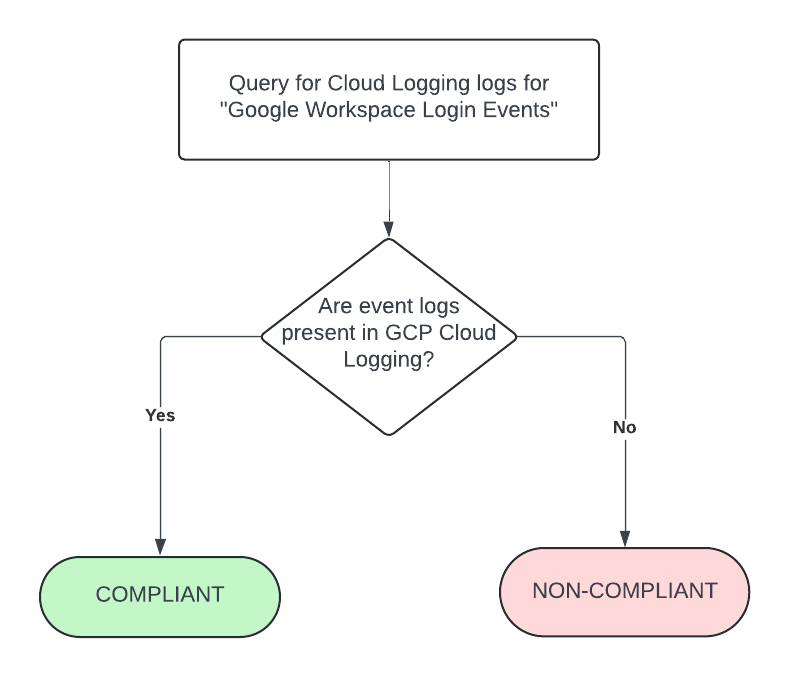 Query for Cloud Logging logs for
"Google Workspace Login Events"
Are event logs
present in GCP Cloud
Logging?
Yes
No
COMPLIANT
NON-COMPLIANT